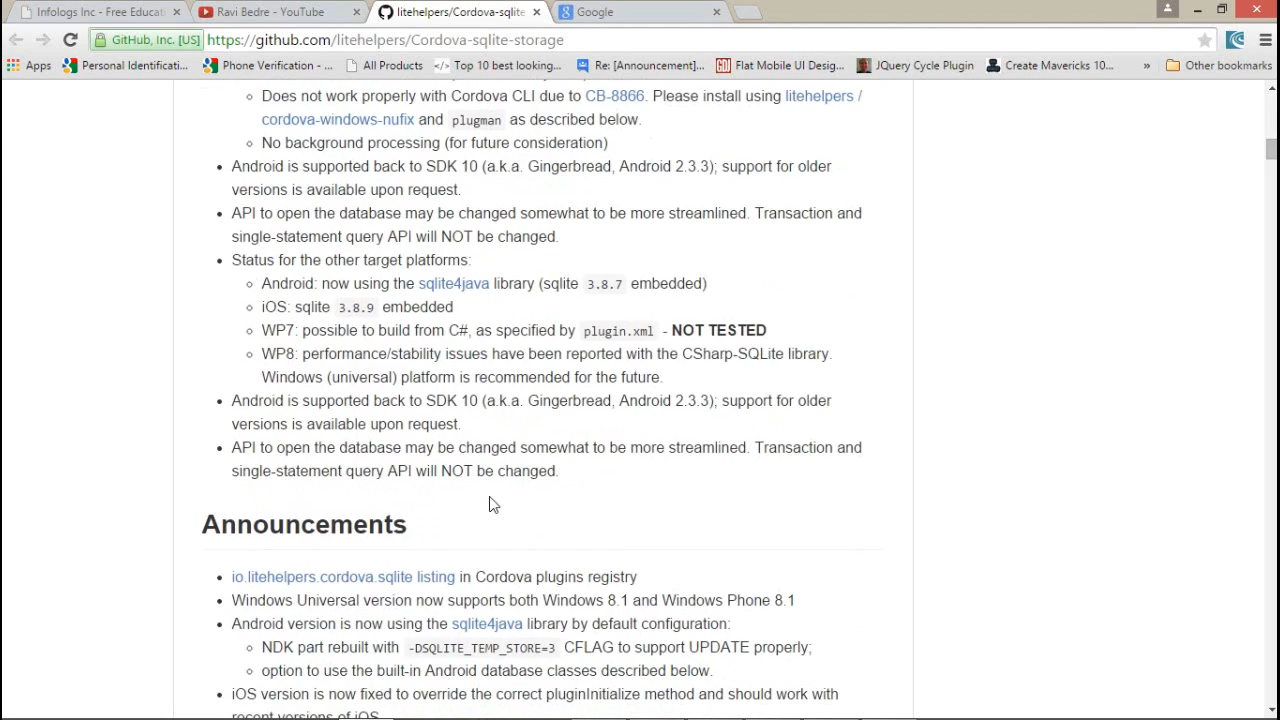 Infologs Inc - Free Educati
Ravi Bedre - YouTube
litehelpers/Cordova-sqlite
Google
GitHub, Inc. [US]
https://github.com/litehelpers/Cordova-sqlite-storage
Apps
Personal Identificati...
Phone Verification - ...
All Products
Top 10 best looking...
Re: [Announcement]...
Flat Mobile UI Desig...
JQuery Cycle Plugin
Create Mavericks 10...
»
Other bookmarks
Does not work properly with Cordova CLI due to CB-8866. Please install using litehelpers /
cordova-windows-nufix and plugman as described below.
No background processing (for future consideration)
Android is supported back to SDK 10 (a.k.a. Gingerbread, Android 2.3.3); support for older
versions is available upon request.
API to open the database may be changed somewhat to be more streamlined. Transaction and
single-statement query API will NOT be changed.
Status for the other target platforms:
Android: now using the sqlite4java library (sqlite 3.8.7 embedded)
iOS: sqlite 3.8.9 embedded
WP7: possible to build from C#, as specified by plugin.xml - NOT TESTED
WP8: performance/stability issues have been reported with the CSharp-SQLite library.
Windows (universal) platform is recommended for the future.
Android is supported back to SDK 10 (a.k.a. Gingerbread, Android 2.3.3); support for older
versions is available upon request.
API to open the database may be changed somewhat to be more streamlined. Transaction and
single-statement query API will NOT be changed.
Announcements
io.litehelpers.cordova.sqlite listing in Cordova plugins registry
Windows Universal version now supports both Windows 8.1 and Windows Phone 8.1
Android version is now using the sqlite4java library by default configuration:
NDK part rebuilt with -DSQLITE_TEMP_STORE=3 CFLAG to support UPDATE properly;
option to use the built-in Android database classes described below.
iOS version is now fixed to override the correct pluginInitialize method and should work with
recent versions of iOS